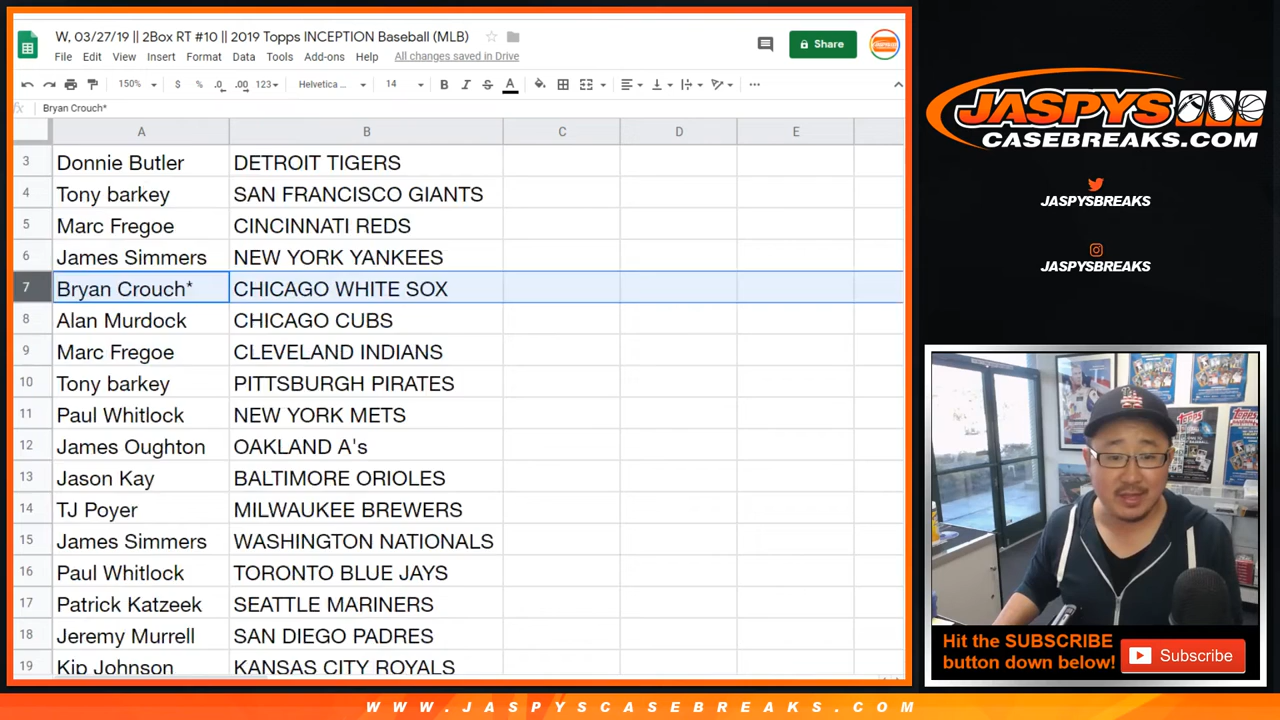 W, 03/27/19 || 2Box RT #10 || 2019 Topps INCEPTION Baseball (MLB)
File Edit View Insert Format Data Tools Add-ons Help All changes saved in Drive
Share
150% $ % .0 .00 123 Helvetica ... 14 B I S A
fx Bryan Crouch*
A B C D E
3 Donnie Butler DETROIT TIGERS
4 Tony barkey SAN FRANCISCO GIANTS
5 Marc Fregoe CINCINNATI REDS
6 James Simmers NEW YORK YANKEES
7 Bryan Crouch* CHICAGO WHITE SOX
8 Alan Murdock CHICAGO CUBS
9 Marc Fregoe CLEVELAND INDIANS
10 Tony barkey PITTSBURGH PIRATES
11 Paul Whitlock NEW YORK METS
12 James Oughton OAKLAND A's
13 Jason Kay BALTIMORE ORIOLES
14 TJ Poyer MILWAUKEE BREWERS
15 James Simmers WASHINGTON NATIONALS
16 Paul Whitlock TORONTO BLUE JAYS
17 Patrick Katzeek SEATTLE MARINERS
18 Jeremy Murrell SAN DIEGO PADRES
19 Kip Johnson KANSAS CITY ROYALS
JASPYS
CASEBREAKS.COM
JASPYSBREAKS
JASPYSBREAKS
TOPPS
Hit the SUBSCRIBE
button down below!
Subscribe
WWW.JASPYSCASEBREAKS.COM